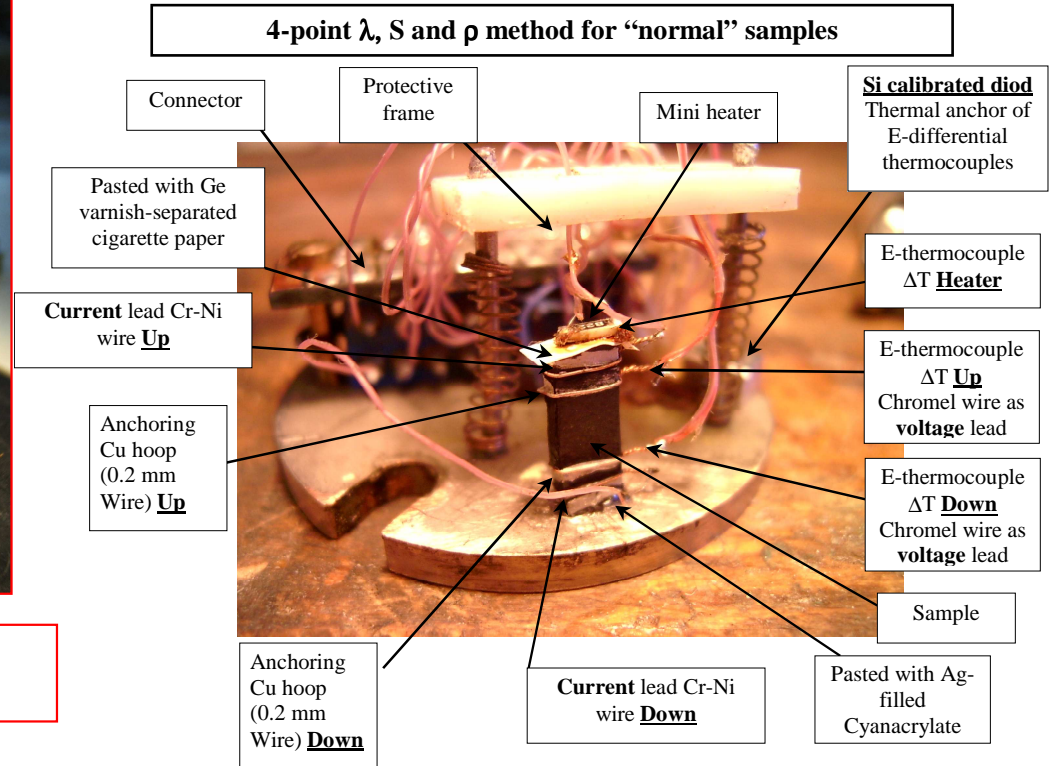 4-point λ, S and ρ method for “normal” samples
Connector
Protective
frame
Mini heater
Si calibrated diod
Thermal anchor of
E-differential
thermocouples
Pasted with Ge
varnish-separated
cigarette paper
E-thermocouple
ΔT Heater
Current lead Cr-Ni
wire Up
E-thermocouple
ΔT Up
Chromel wire as
voltage lead
Anchoring
Cu hoop
(0.2 mm
Wire) Up
E-thermocouple
ΔT Down
Chromel wire as
voltage lead
Sample
Anchoring
Cu hoop
(0.2 mm
Wire) Down
Current lead Cr-Ni
wire Down
Pasted with Ag-
filled
Cyanacrylate